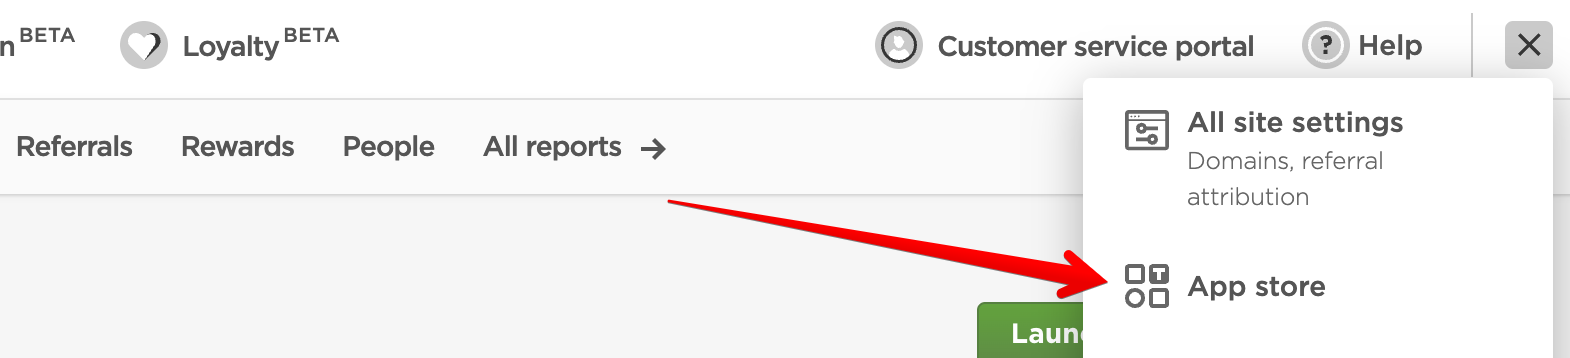 n BETA
Loyalty BETA
Customer service portal
? Help
Referrals
Rewards
People
All reports →
All site settings
Domains, referral
attribution
T
App store